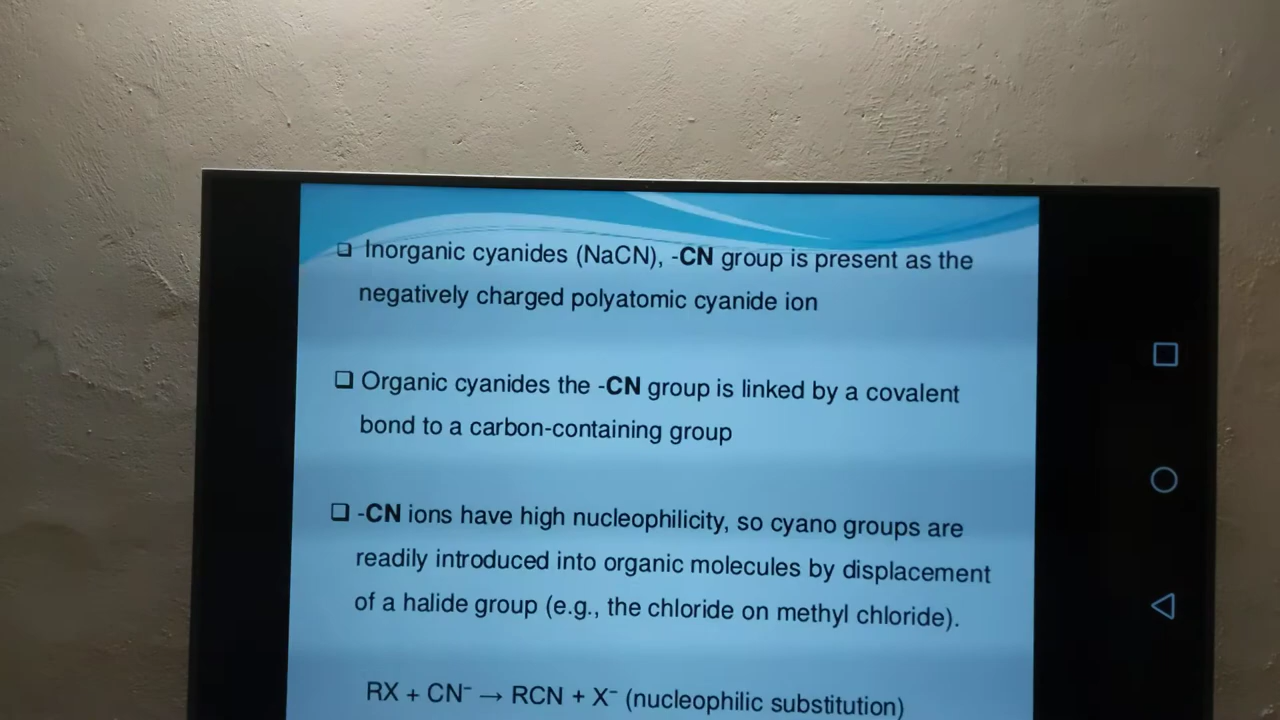 ❑ Inorganic cyanides (NaCN), -CN group is present as the
negatively charged polyatomic cyanide ion
❑ Organic cyanides the -CN group is linked by a covalent
bond to a carbon-containing group
❑ -CN ions have high nucleophilicity, so cyano groups are
readily introduced into organic molecules by displacement
of a halide group (e.g., the chloride on methyl chloride).
RX + CN⁻ → RCN + X⁻ (nucleophilic substitution)